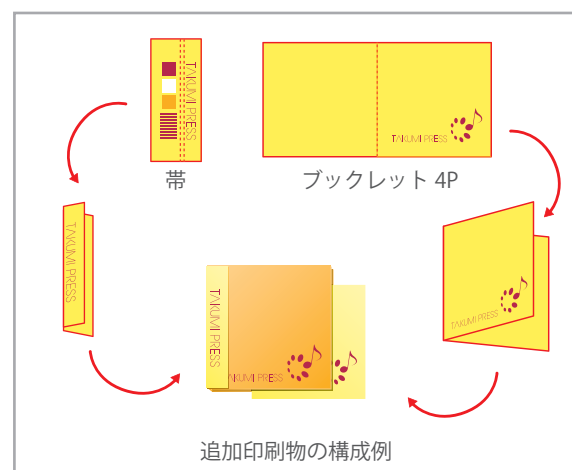 TAKUMI PRESS
TAKUMI PRESS
帯
ブックレット 4P
TAKUMI PRESS
TAKUMI PRESS
TAKUMI PRESS
AKUMI PRESS
追加印刷物の構成例